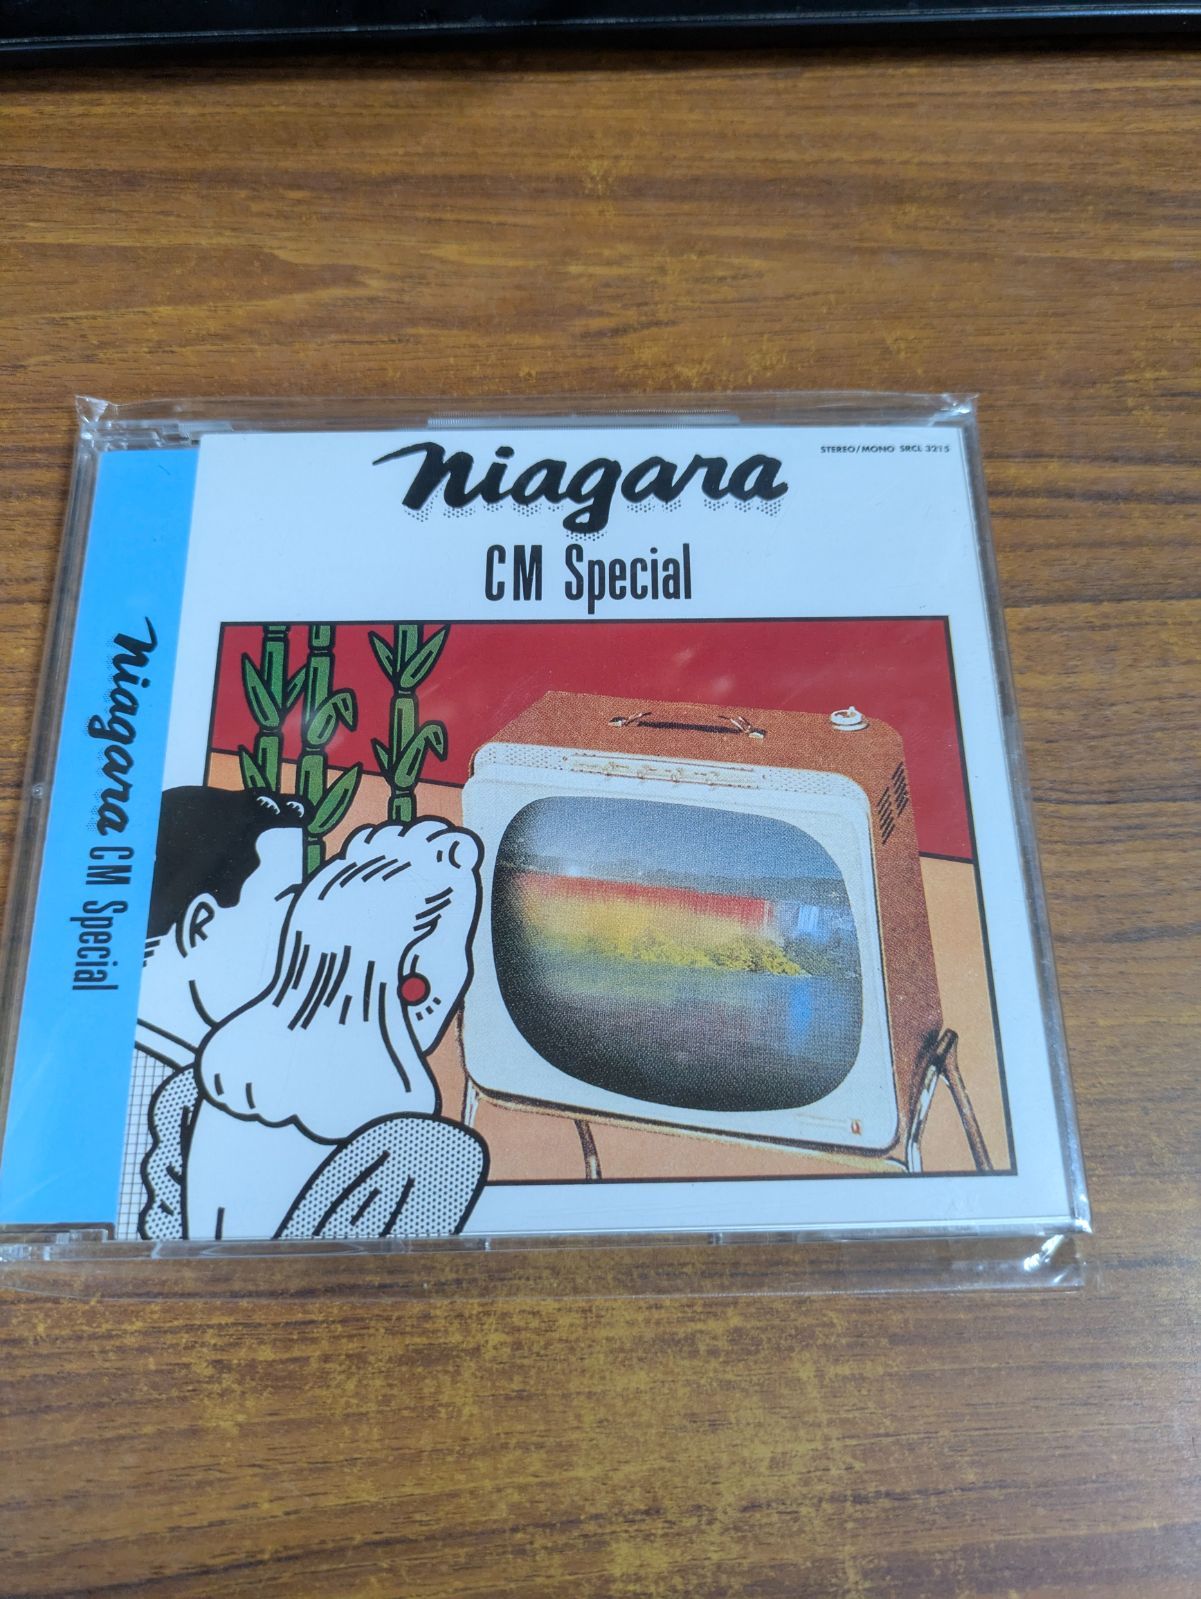 niagara
STEREO/MONO SRCL 3215
CM Special
niagara CM Special